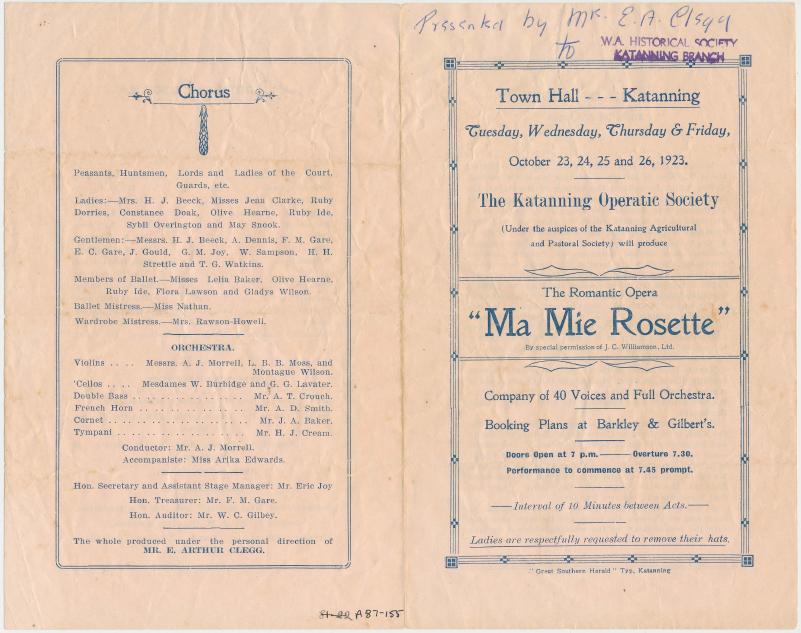 Chorus
Peasants, Huntsmen, Lords and Ladies of the Court,
Guards, etc.
Ladies:—Mrs. H. J. Beeck, Misses Jean Clarke, Ruby
Dorries, Constance Doak, Olive Hearne, Ruby Ide,
Sybil Overington and May Snook.
Gentlemen:—Messrs. H. J. Beeck, A. Dennis, F. M. Gare,
E. C. Gare, J. Gould, G. M. Joy, W. Sampson, H. H.
Strettle and T. G. Watkins.
Members of Ballet.—Misses Lelia Baker, Olive Hearne,
Ruby Ide, Flora Lawson and Gladys Wilson.
Ballet Mistress.—Miss Nathan.
Wardrobe Mistress.—Mrs. Rawson-Howell.
ORCHESTRA.
Violins .... Messrs. A. J. Morrell, L. B. B. Moss, and
Montague Wilson.
'Cellos .... Mesdames W. Burbidge and G. G. Lavater.
Double Bass .................. Mr. A. T. Crouch.
French Horn ................. Mr. A. D. Smith.
Cornet ...................... Mr. J. A. Baker.
Tympani .................... Mr. H. J. Cream.
Conductor: Mr. A. J. Morrell.
Accompaniste: Miss Arika Edwards.
Hon. Secretary and Assistant Stage Manager: Mr. Eric Joy
Hon. Treasurer: Mr. F. M. Gare.
Hon. Auditor: Mr. W. C. Gilbey.
The whole produced under the personal direction of
MR. E. ARTHUR CLEGG.
A87-155
Presented by Mr. E. A. Clegg
to
W.A. HISTORICAL SOCIETY
KATANNING BRANCH
Town Hall - - - Katanning
Tuesday, Wednesday, Thursday & Friday,
October 23, 24, 25 and 26, 1923.
The Katanning Operatic Society
(Under the auspices of the Katanning Agricultural
and Pastoral Society) will produce
The Romantic Opera
"Ma Mie Rosette"
By special permission of J. C. Williamson, Ltd.
Company of 40 Voices and Full Orchestra.
Booking Plans at Barkley & Gilbert's.
Doors Open at 7 p.m. —— Overture 7.30.
Performance to commence at 7.45 prompt.
—Interval of 10 Minutes between Acts.—
Ladies are respectfully requested to remove their hats.
"Great Southern Herald" Typ, Katanning